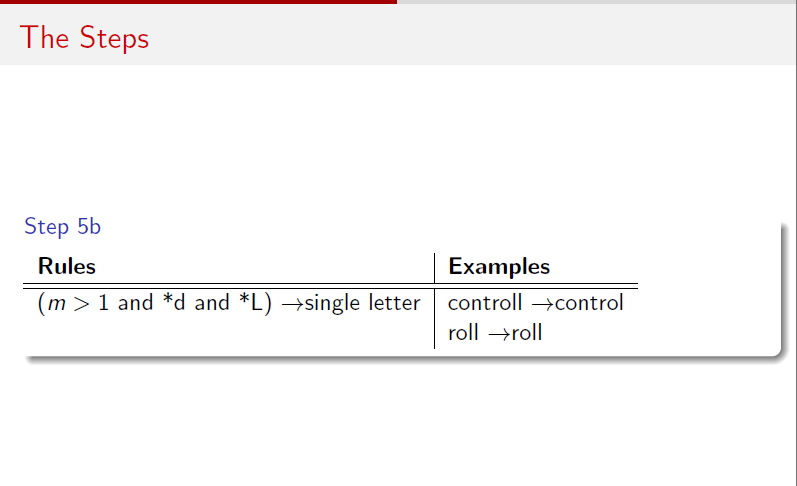 The Steps
Step 5b
Rules Examples
(m > 1 and *d and *L) →single letter controll →control
roll →roll